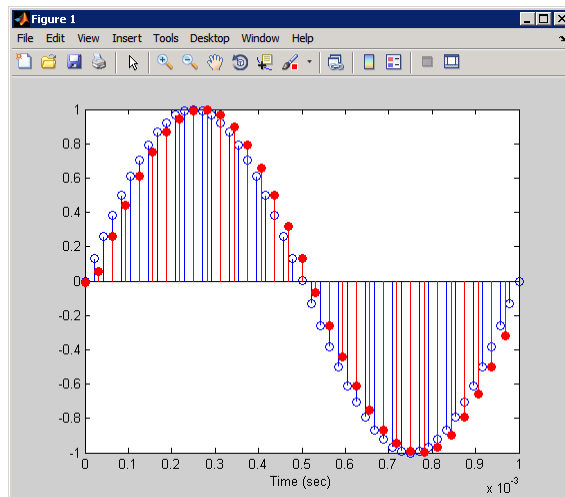 Figure 1
File Edit View Insert Tools Desktop Window Help
1
0.8
0.6
0.4
0.2
0
-0.2
-0.4
-0.6
-0.8
-1
0 0.1 0.2 0.3 0.4 0.5 0.6 0.7 0.8 0.9 1
Time (sec)
x 10⁻³